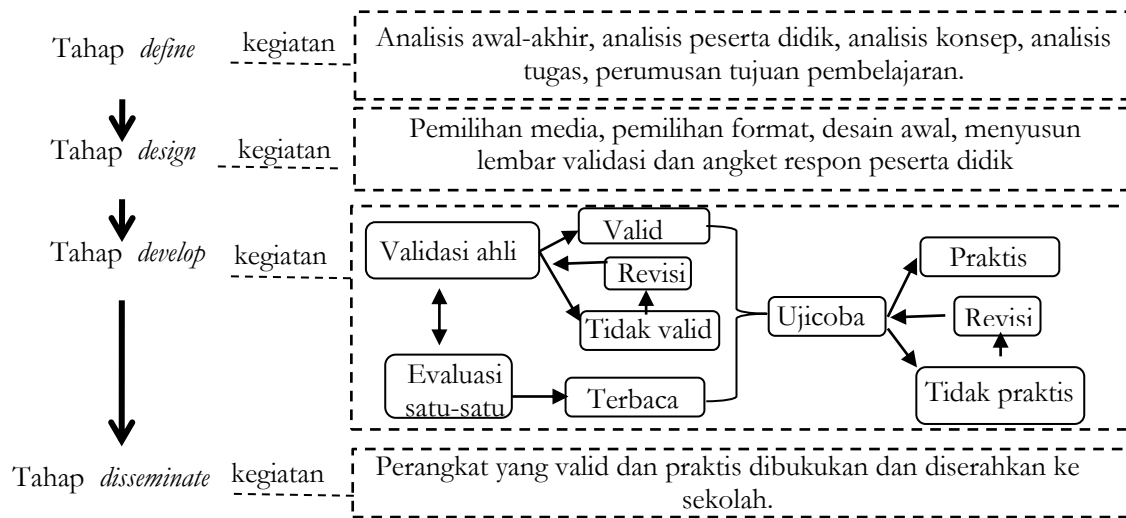 Tahap define
kegiatan
Analisis awal-akhir, analisis peserta didik, analisis konsep, analisis
tugas, perumusan tujuan pembelajaran.
Tahap design
kegiatan
Pemilihan media, pemilihan format, desain awal, menyusun
lembar validasi dan angket respon peserta didik
Tahap develop
kegiatan
Validasi ahli
Valid
Revisi
Tidak valid
Evaluasi
satu-satu
Terbaca
Ujicoba
Praktis
Revisi
Tidak praktis
Tahap disseminate
kegiatan
Perangkat yang valid dan praktis dibukukan dan diserahkan ke
sekolah.